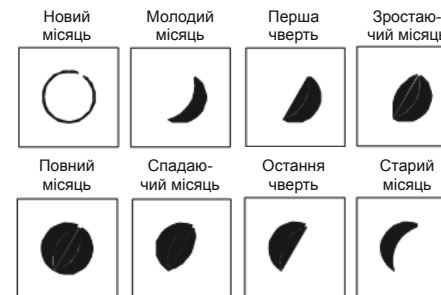 Новий
місяць
Молодий
місяць
Перша
чверть
Зростаю-
чий місяць
Повний
місяць
Спадаю-
чий місяць
Остання
чверть
Старий
місяць